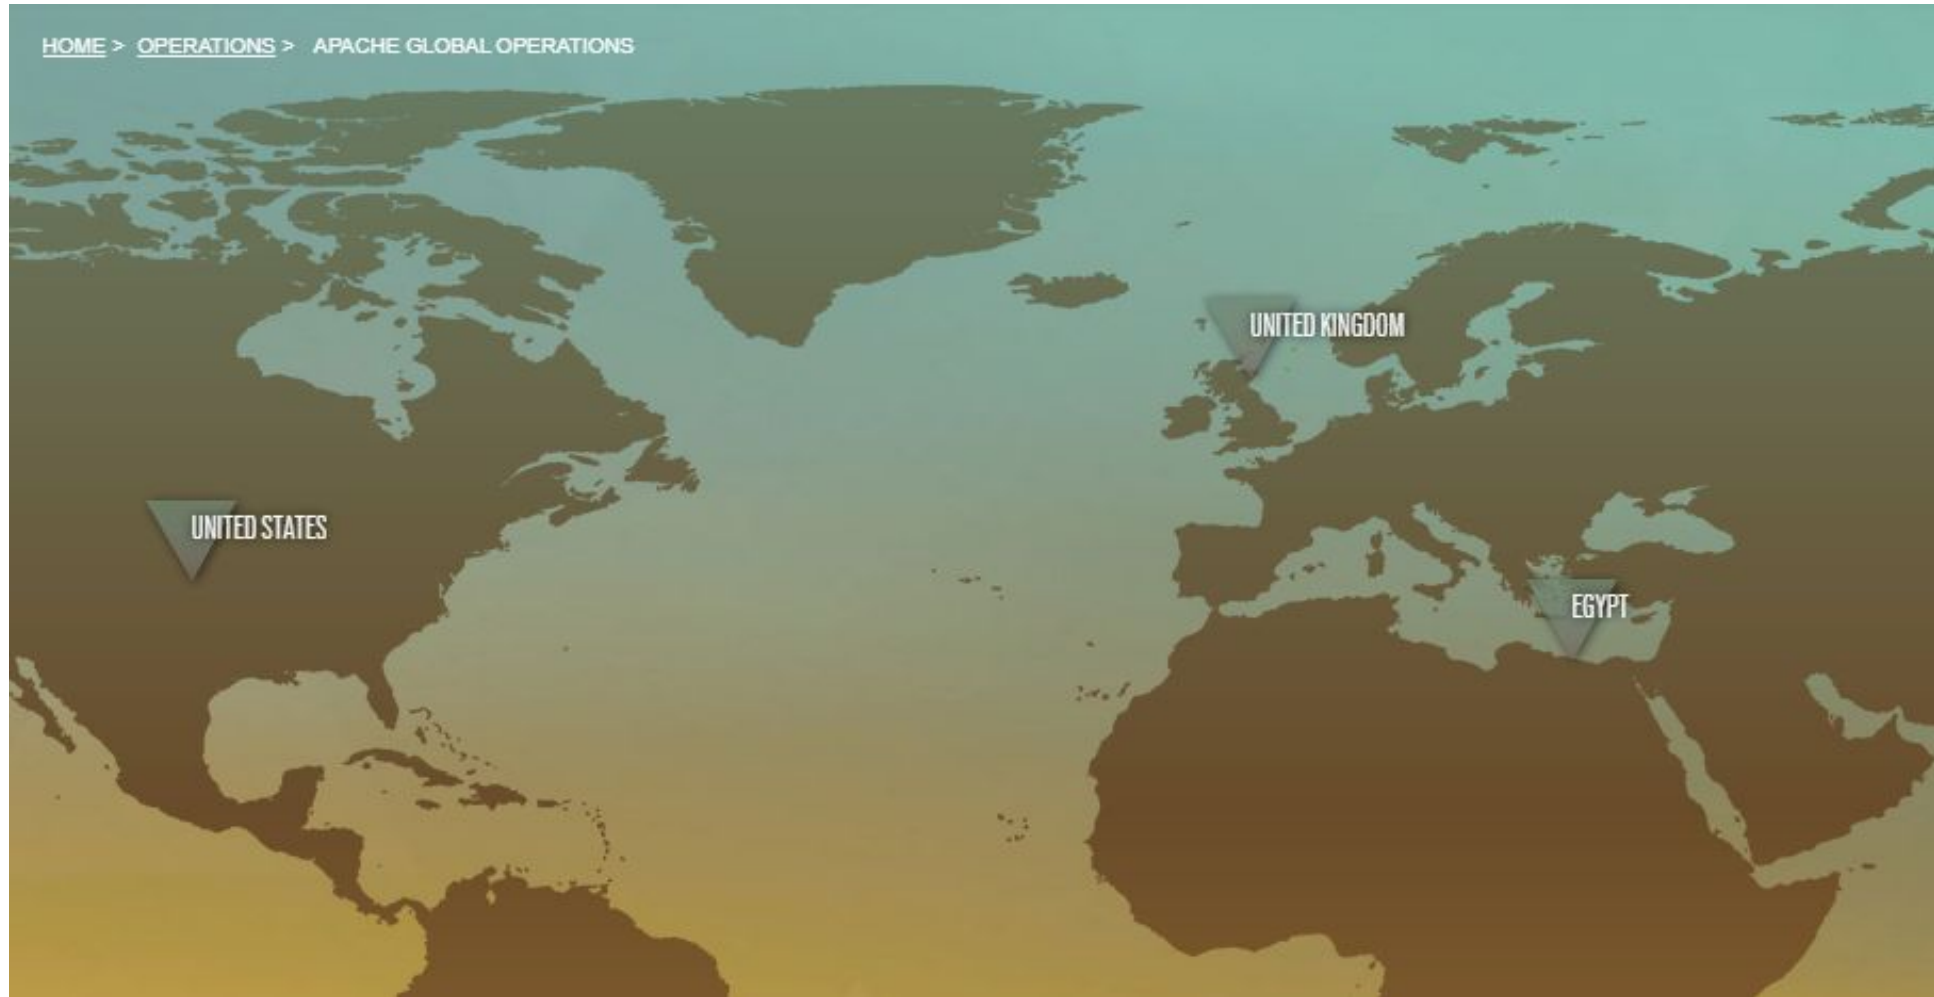 HOME > OPERATIONS > APACHE GLOBAL OPERATIONS
UNITED KINGDOM
UNITED STATES
EGYPT